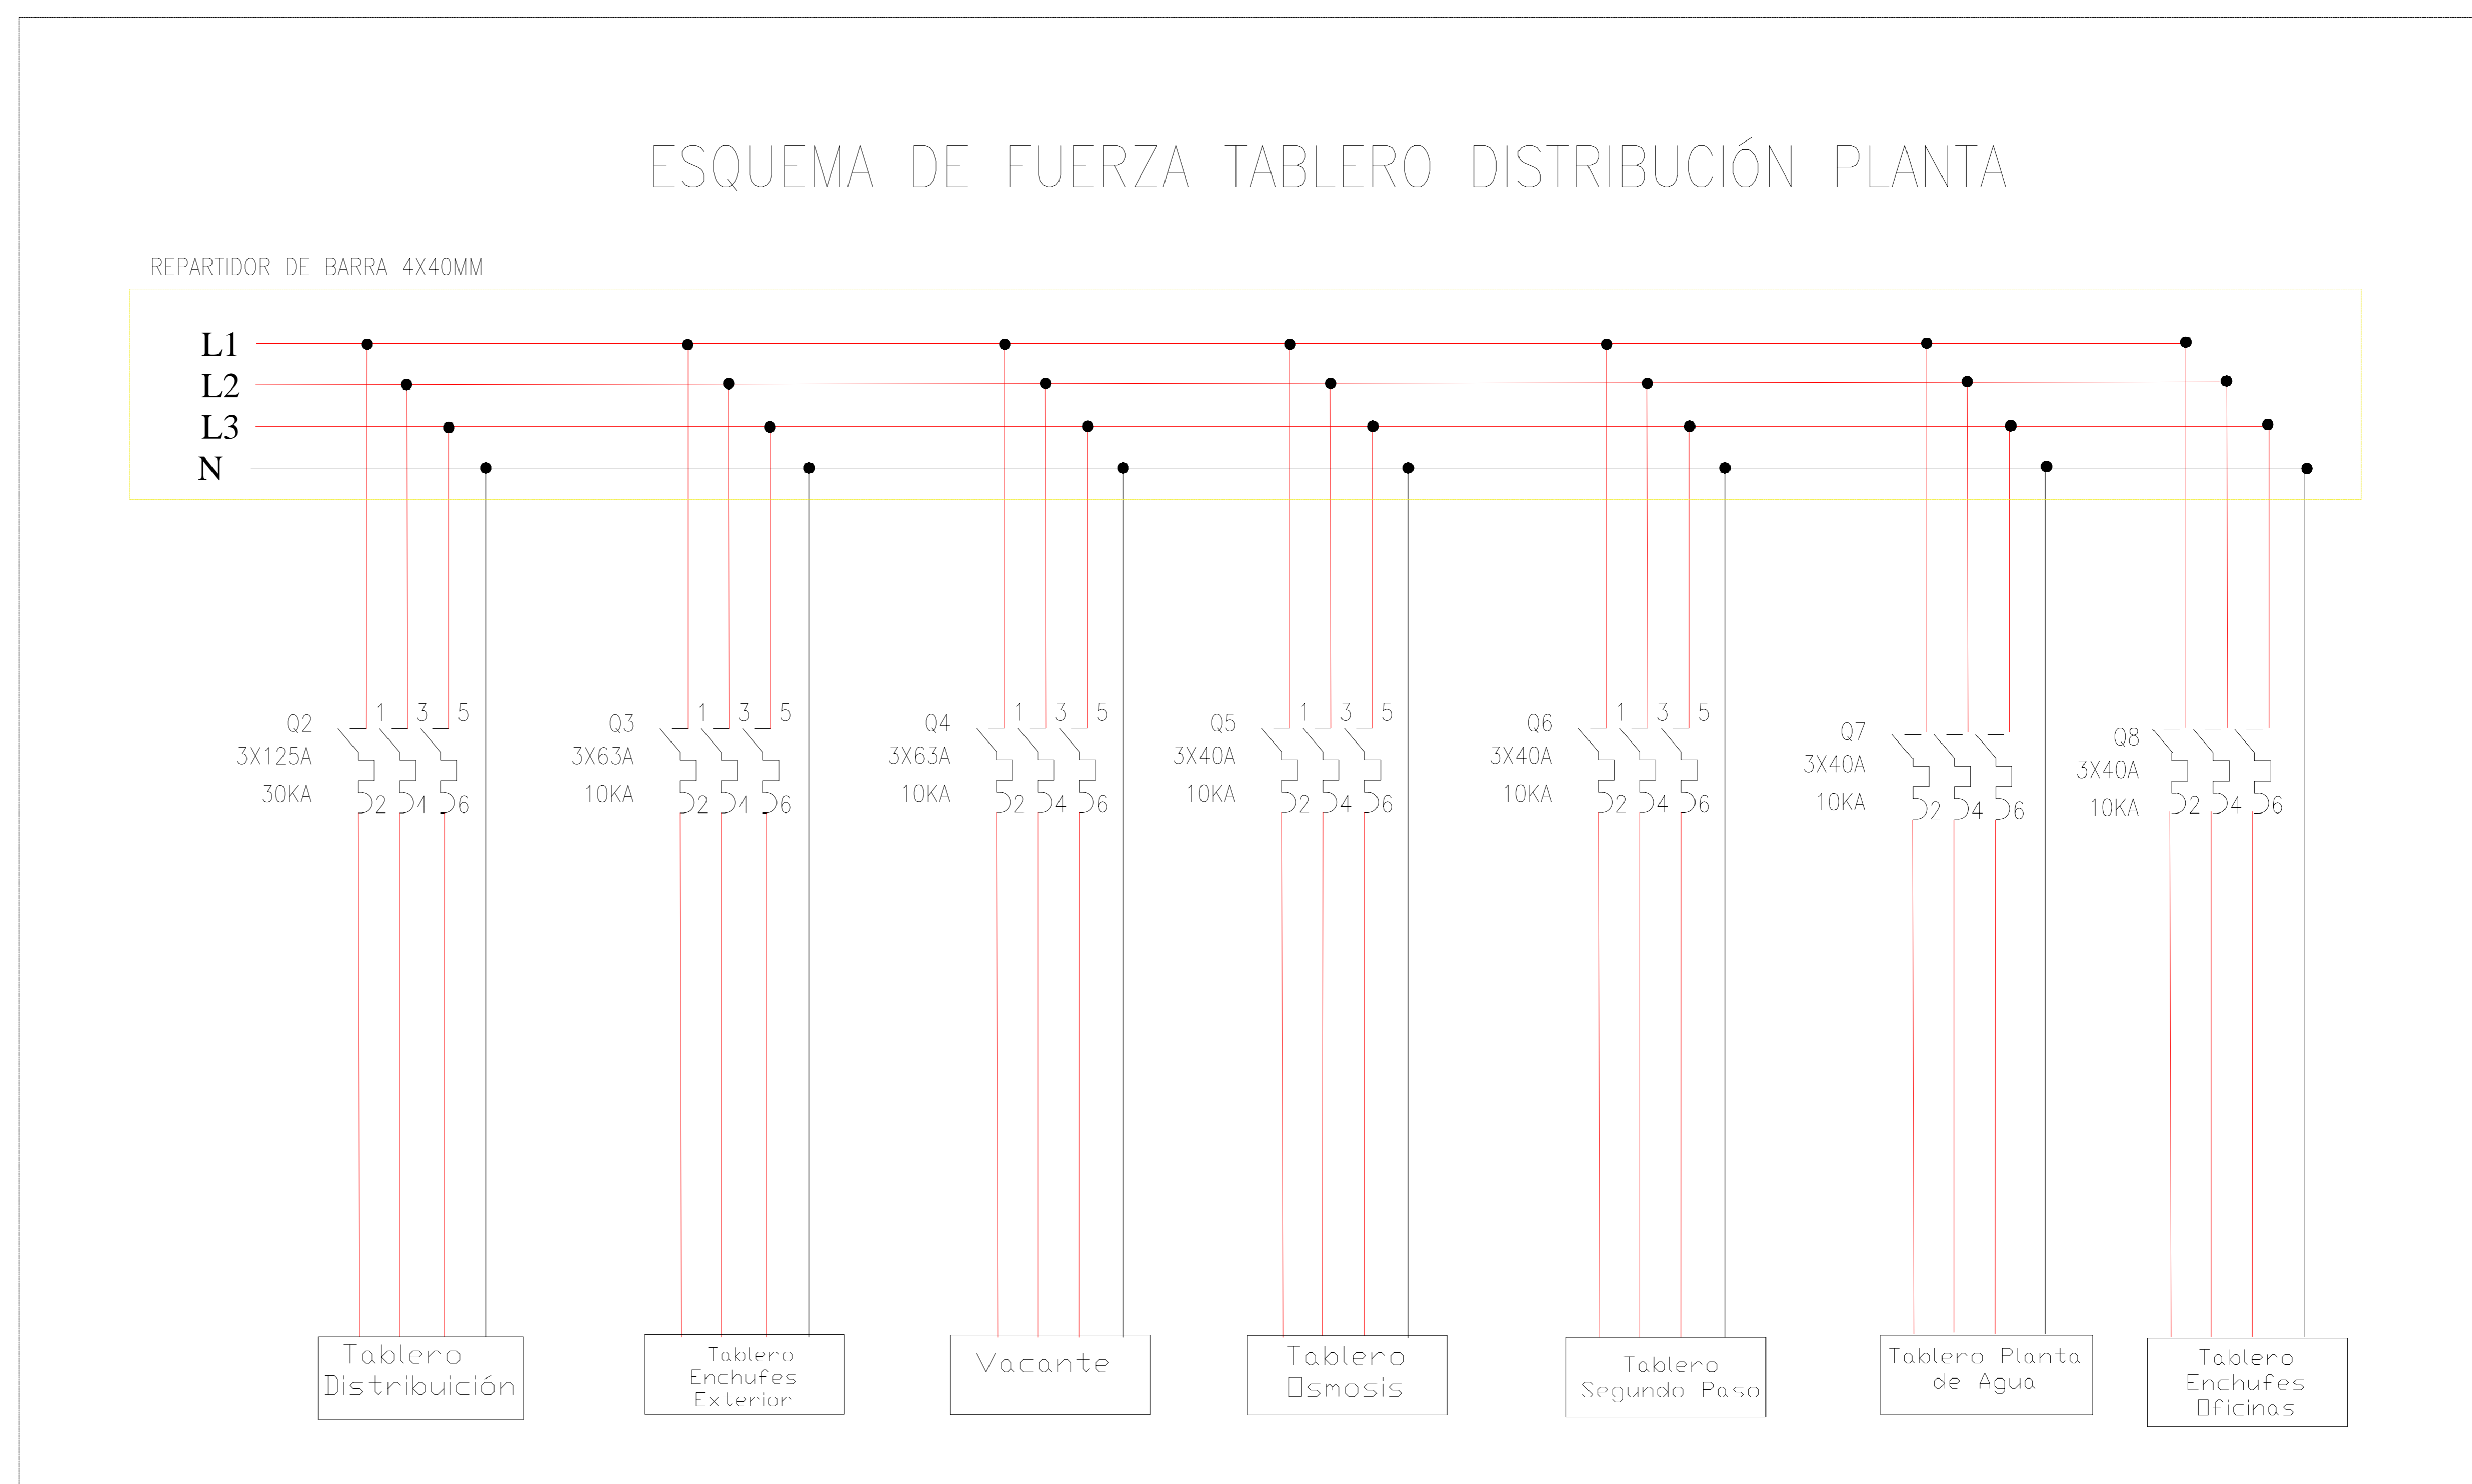 ESQUEMA DE FUERZA TABLERO DISTRIBUCIÓN PLANTA
REPARTIDOR DE BARRA 4X40MM
L1
L2
L3
N
Q2
3X125A
30KA
1 3 5
2 4 6
Q3
3X63A
10KA
1 3 5
2 4 6
Q4
3X63A
10KA
1 3 5
2 4 6
Q5
3X40A
10KA
1 3 5
2 4 6
Q6
3X40A
10KA
1 3 5
2 4 6
Q7
3X40A
10KA
2 4 6
Q8
3X40A
10KA
2 4 6
Tablero
Distribuición
Tablero
Enchufes
Exterior
Vacante
Tablero
Osmosis
Tablero
Segundo Paso
Tablero Planta
de Agua
Tablero
Enchufes
Oficinas